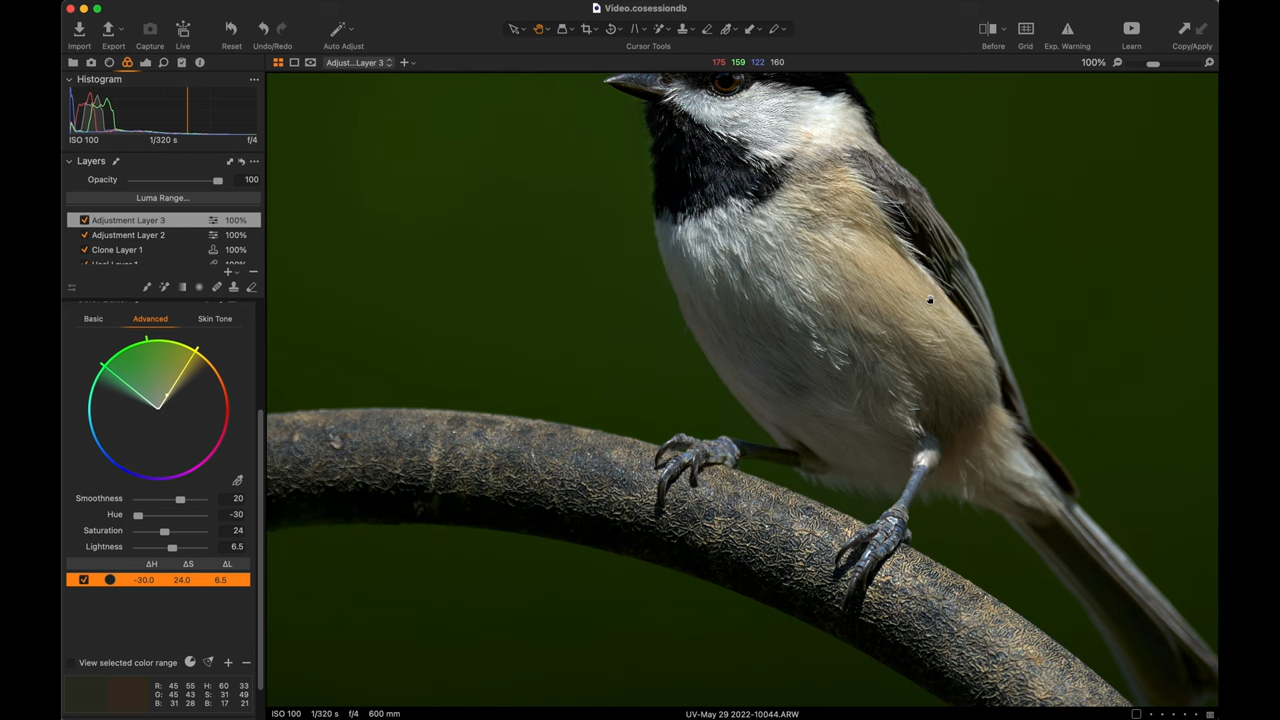 Video.cosessiondb
Import Export Capture Live Reset Undo/Redo Auto Adjust Cursor Tools Before Grid Exp. Warning Learn Copy/Apply
Adjust...Layer 3 175 159 122 160 100%
Histogram
ISO 100 1/320 s f/4
Layers
Opacity 100
Luma Range...
Adjustment Layer 3 100%
Adjustment Layer 2 100%
Clone Layer 1 100%
Basic Advanced Skin Tone
Smoothness 20
Hue -30
Saturation 24
Lightness 6.5
ΔH ΔS ΔL
-30.0 24.0 6.5
View selected color range
R: 45 55 H: 60 33
G: 45 43 S: 31 49
B: 31 28 B: 17 21
ISO 100 1/320 s f/4 600 mm UV-May 29 2022-10044.ARW